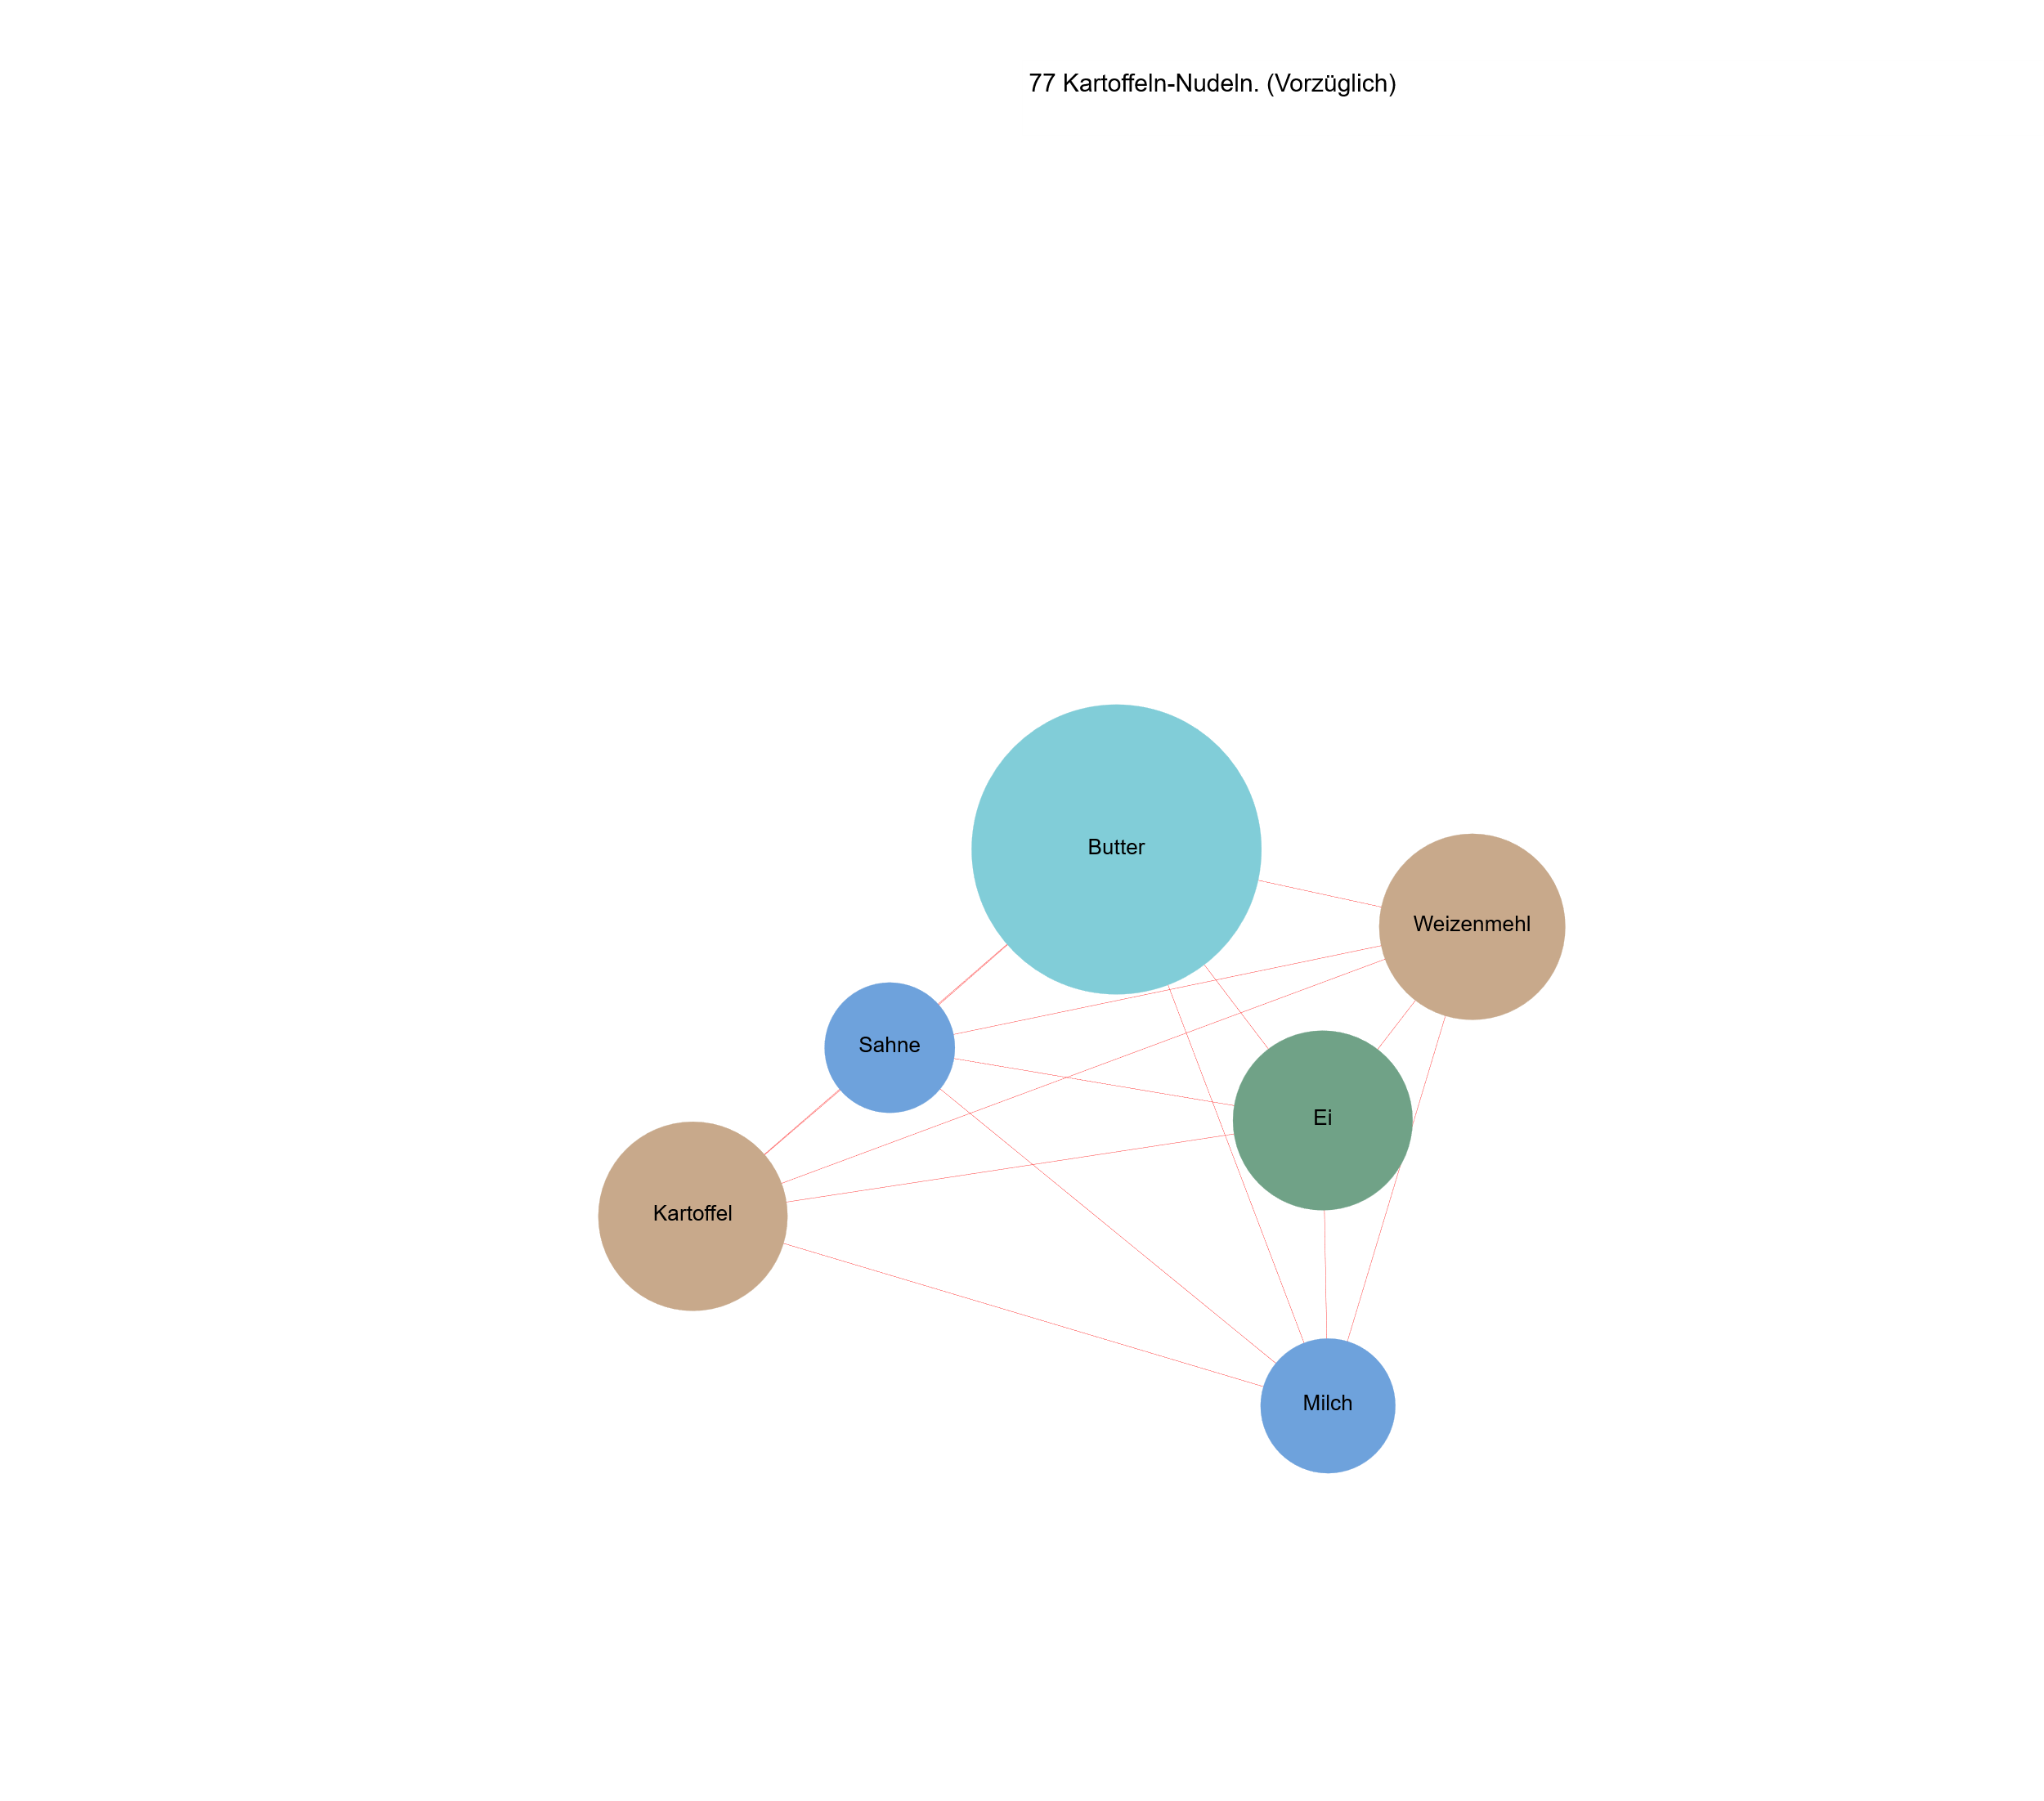 77 Kartoffeln-Nudeln. (Vorzüglich)
Butter
Weizenmehl
Sahne
Ei
Kartoffel
Milch